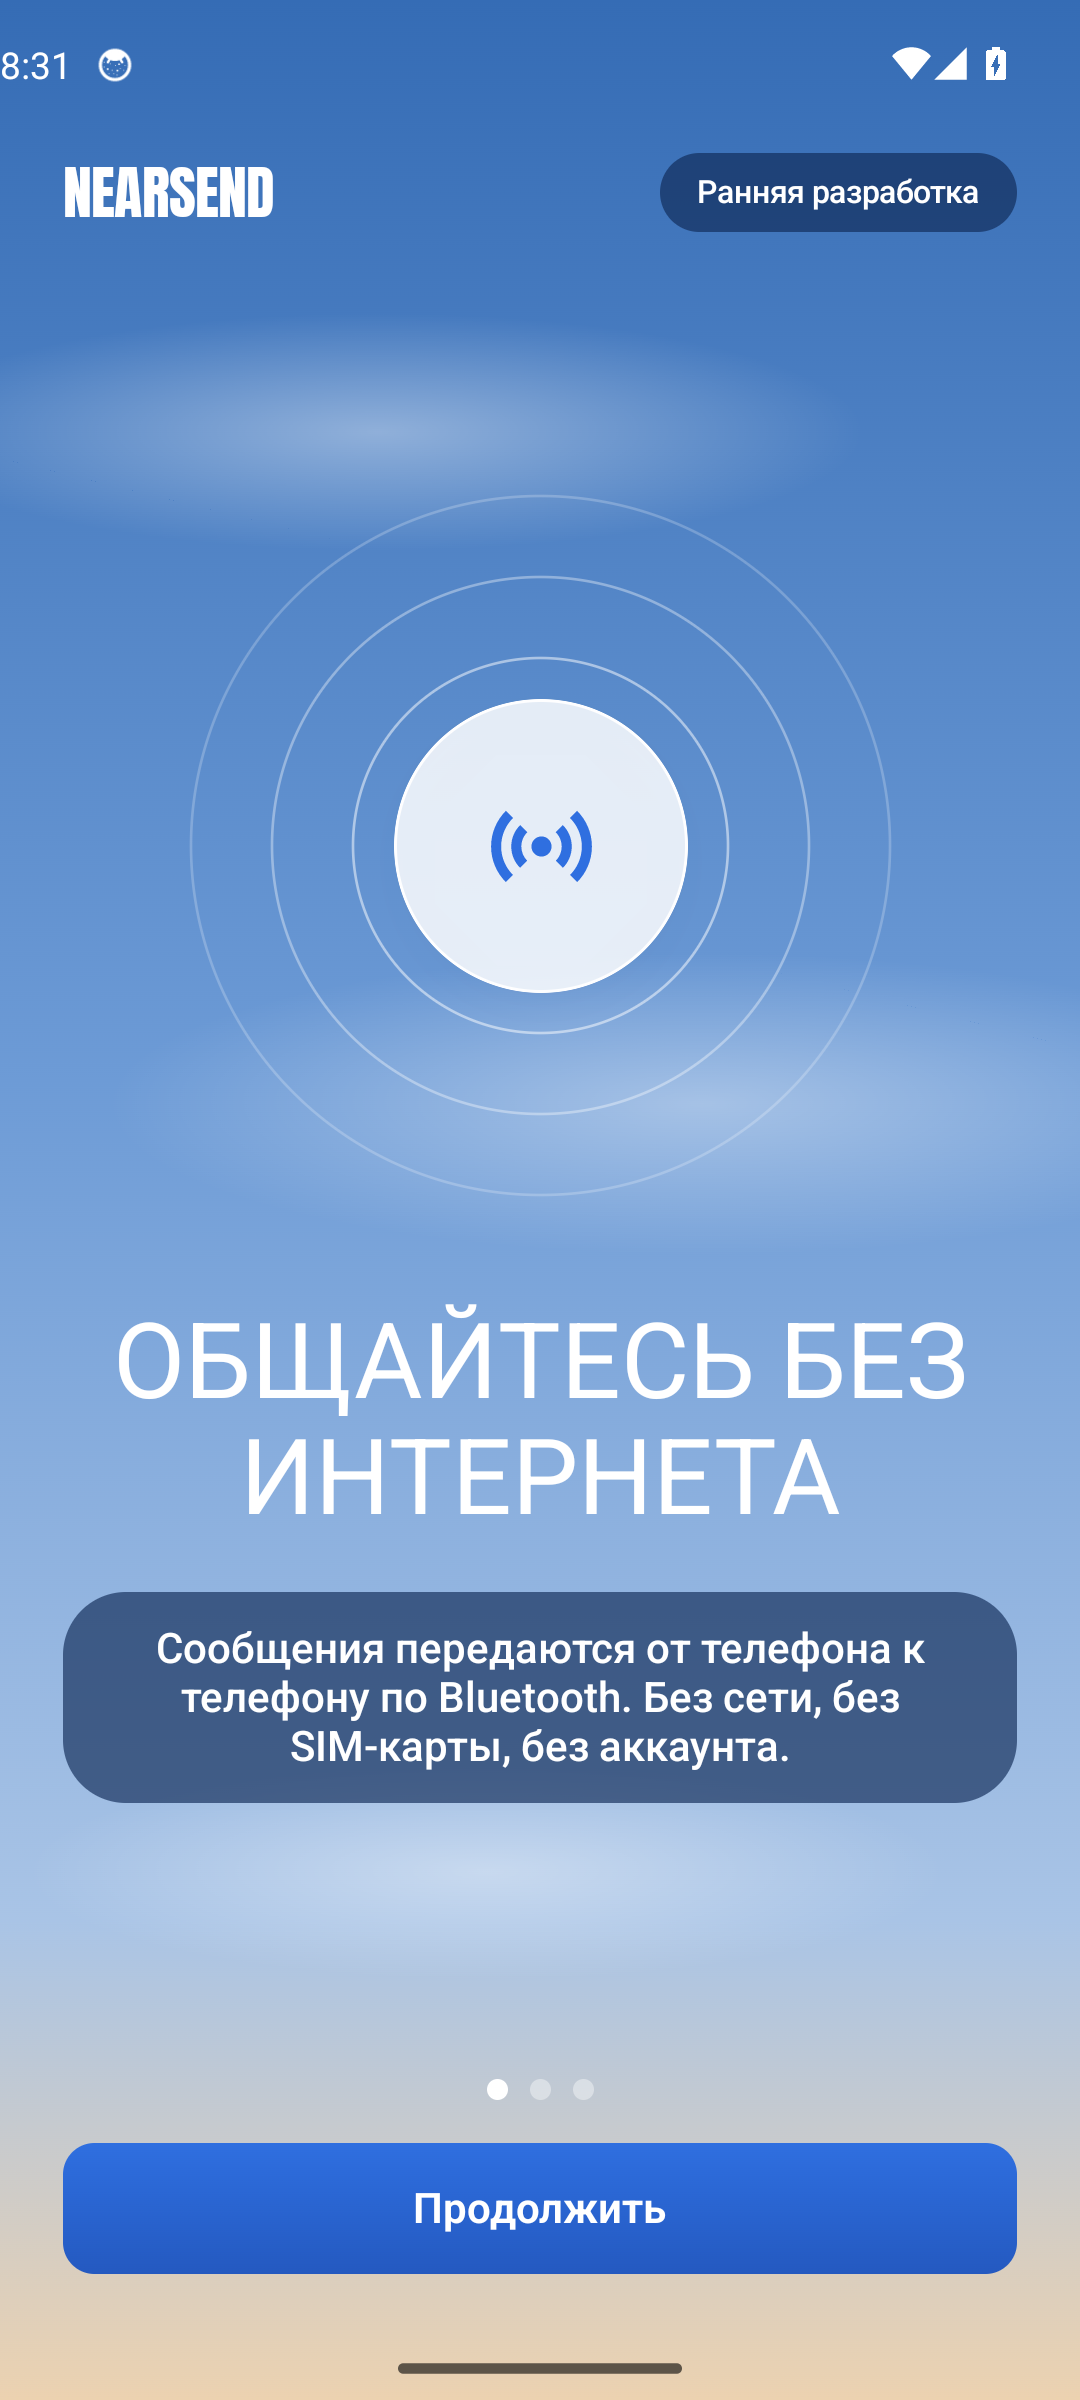 8:31
NEARSEND
Ранняя разработка
ОБЩАЙТЕСЬ БЕЗ
ИНТЕРНЕТА
Сообщения передаются от телефона к
телефону по Bluetooth. Без сети, без
SIM-карты, без аккаунта.
Продолжить